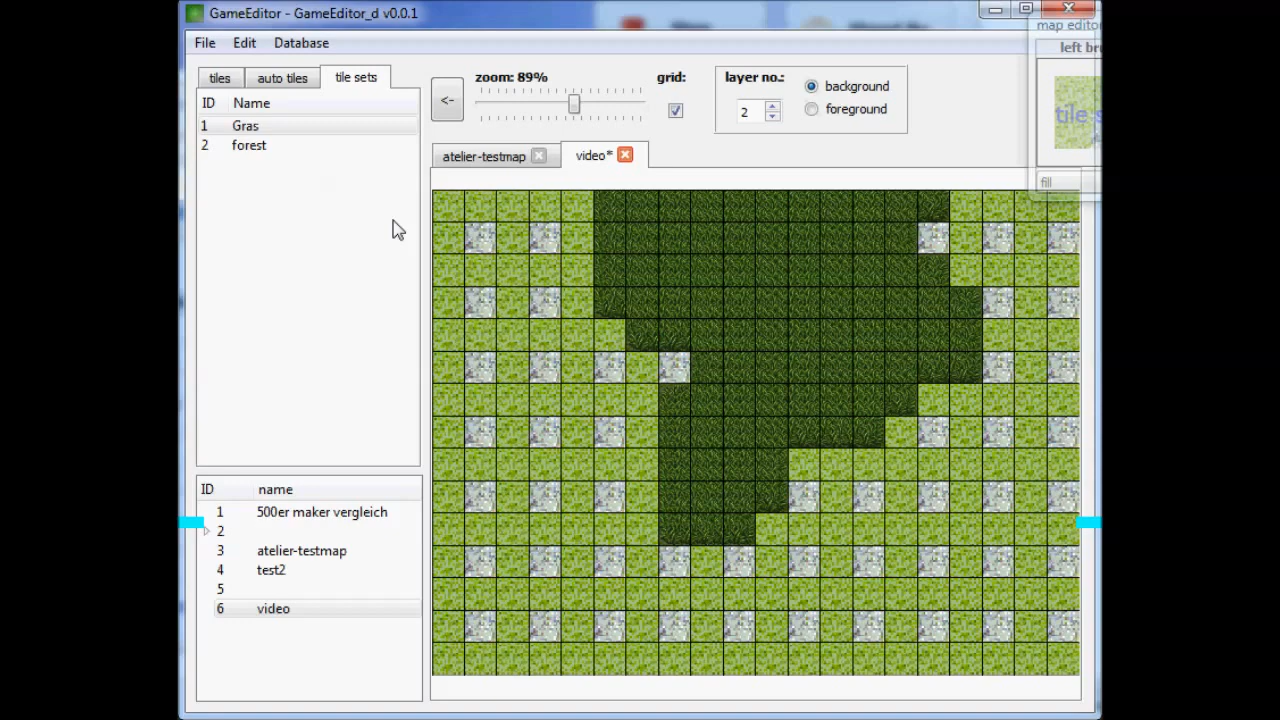 GameEditor - GameEditor_d v0.0.1
File Edit Database
map editor
left bru
tiles auto tiles tile sets
zoom: 89% grid: layer no.: background
<- 2 foreground
ID Name
1 Gras
2 forest
tile s
fill
atelier-testmap video*
ID name
1 500er maker vergleich
2
3 atelier-testmap
4 test2
5
6 video